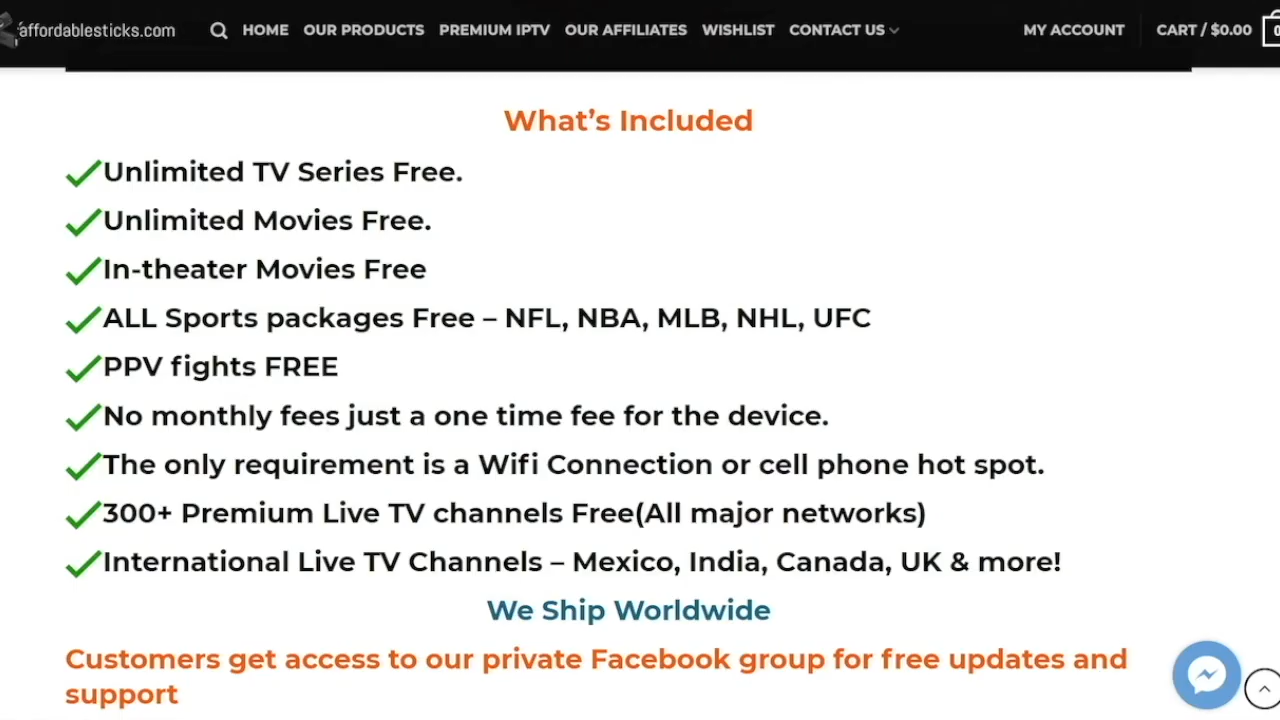 affordablesticks.com HOME OUR PRODUCTS PREMIUM IPTV OUR AFFILIATES WISHLIST CONTACT US MY ACCOUNT CART / $0.00 0
What's Included
Unlimited TV Series Free.
Unlimited Movies Free.
In-theater Movies Free
ALL Sports packages Free – NFL, NBA, MLB, NHL, UFC
PPV fights FREE
No monthly fees just a one time fee for the device.
The only requirement is a Wifi Connection or cell phone hot spot.
300+ Premium Live TV channels Free(All major networks)
International Live TV Channels – Mexico, India, Canada, UK & more!
We Ship Worldwide
Customers get access to our private Facebook group for free updates and
support